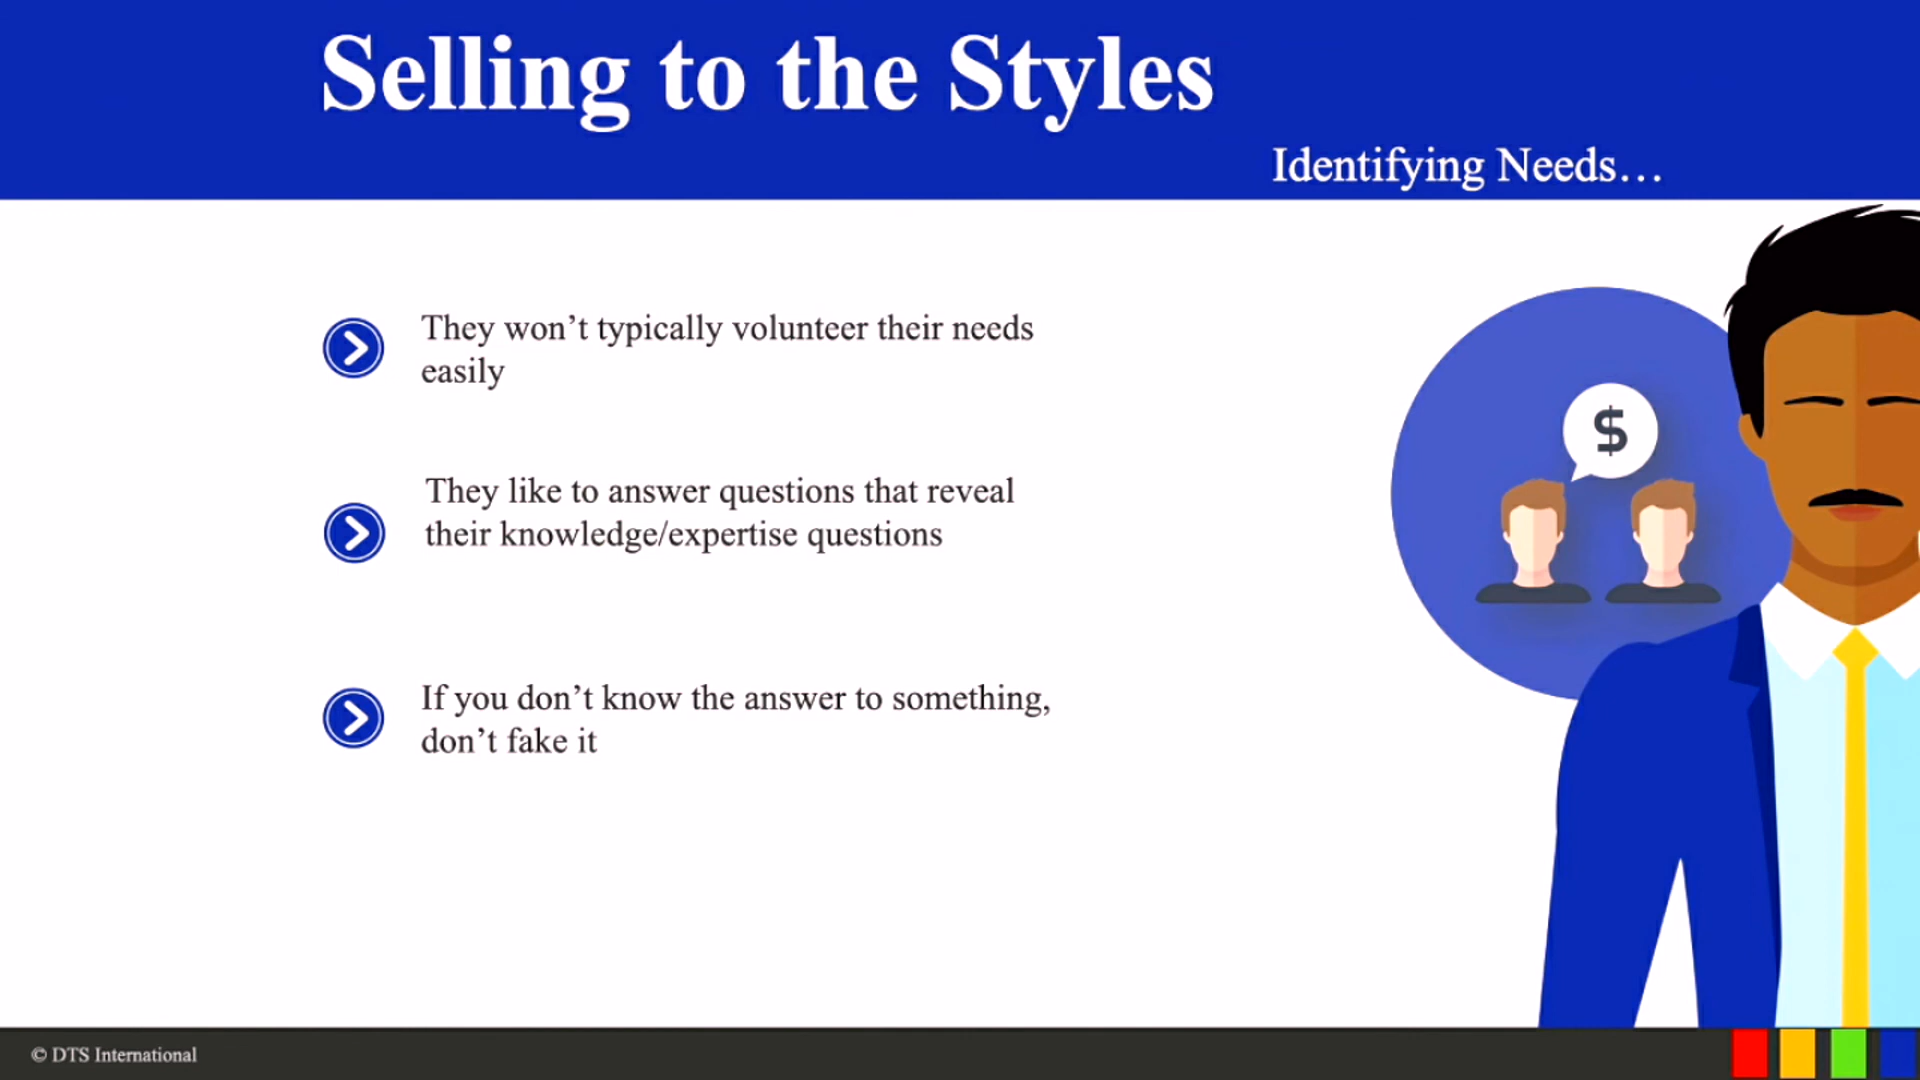 Selling to the Styles
Identifying Needs…
They won’t typically volunteer their needs
easily
$
They like to answer questions that reveal
their knowledge/expertise questions
If you don’t know the answer to something,
don’t fake it
© DTS International